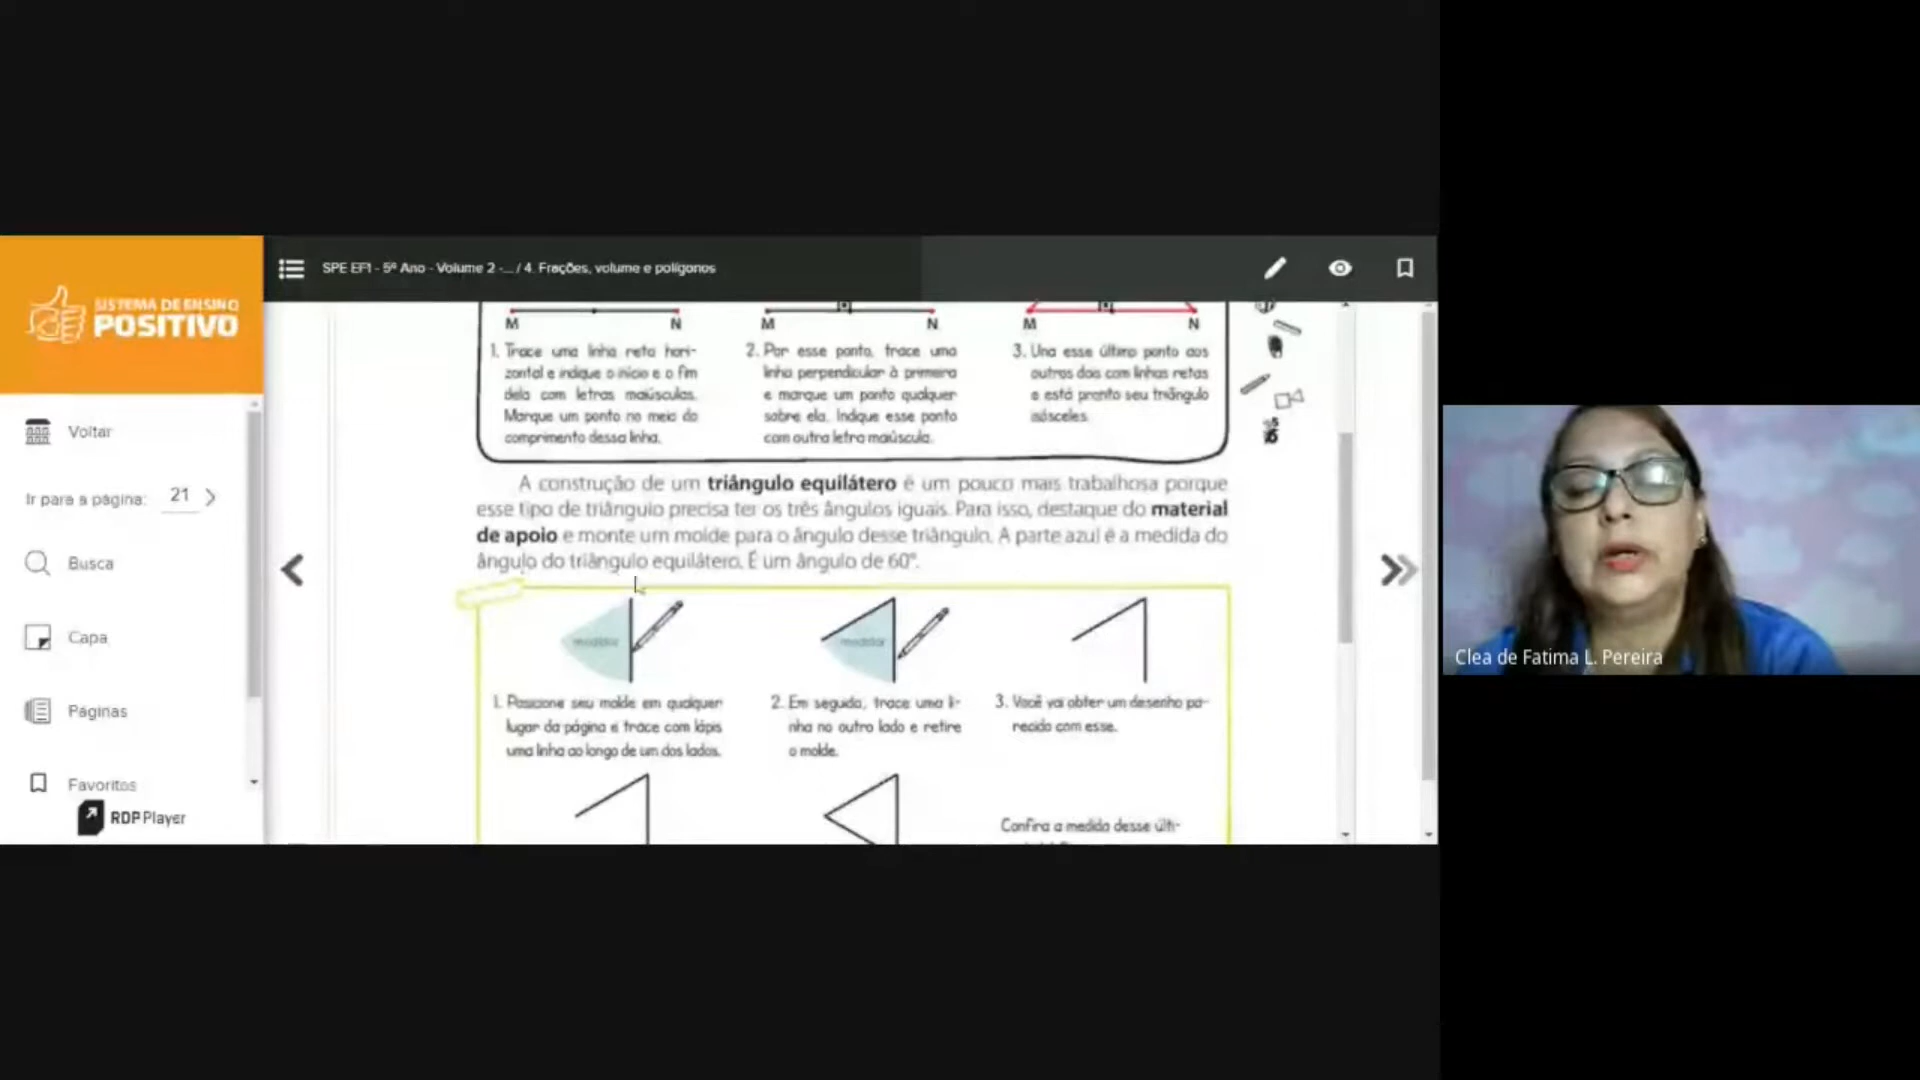 SISTEMA DE ENSINO
POSITIVO
SPE EF1 - 5º Ano - Volume 2 -... / 4. Frações, volume e polígonos
Voltar
Ir para a página: 21
Busca
Capa
Páginas
Favoritos
RDP Player
M N
M N
M N
1. Trace uma linha reta hori-
zontal e indique o início e o fim
dela com letras maiúsculas.
Marque um ponto no meio do
comprimento dessa linha.
2. Por esse ponto, trace uma
linha perpendicular à primeira
e marque um ponto qualquer
sobre ela. Indique esse ponto
com outra letra maiúscula.
3. Una esse último ponto aos
outros dois com linhas retas
e está pronto seu triângulo
isósceles.
A construção de um triângulo equilátero é um pouco mais trabalhosa porque
esse tipo de triângulo precisa ter os três ângulos iguais. Para isso, destaque do material
de apoio e monte um molde para o ângulo desse triângulo. A parte azul é a medida do
ângulo do triângulo equilátero. É um ângulo de 60°.
medidor
medidor
1. Posicione seu molde em qualquer
lugar da página e trace com lápis
uma linha ao longo de um dos lados.
2. Em seguida, trace uma li-
nha no outro lado e retire
o molde.
3. Você vai obter um desenho pa-
recido com esse.
Confira a medida desse últi-
Clea de Fatima L. Pereira